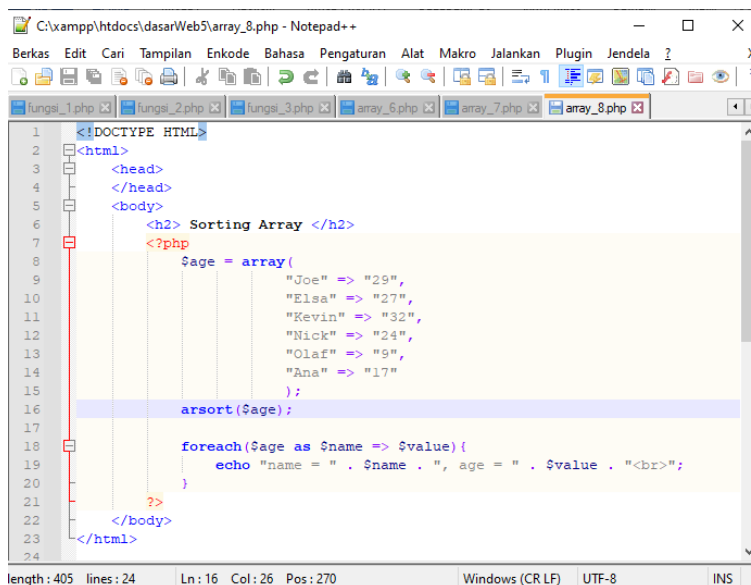 C:\xampp\htdocs\dasarWeb5\array_8.php - Notepad++
Berkas Edit Cari Tampilan Enkode Bahasa Pengaturan Alat Makro Jalankan Plugin Jendela ?
fungsi_1.php fungsi_2.php fungsi_3.php array_6.php array_7.php array_8.php
1 <!DOCTYPE HTML>
2 <html>
3 <head>
4 </head>
5 <body>
6 <h2> Sorting Array </h2>
7 <?php
8 $age = array(
9 "Joe" => "29",
10 "Elsa" => "27",
11 "Kevin" => "32",
12 "Nick" => "24",
13 "Olaf" => "9",
14 "Ana" => "17"
15 );
16 arsort($age);
17
18 foreach($age as $name => $value){
19 echo "name = " . $name . ", age = " . $value . "<br>";
20 }
21 ?>
22 </body>
23 </html>
24
length : 405 lines : 24 Ln : 16 Col : 26 Pos : 270 Windows (CR LF) UTF-8 INS